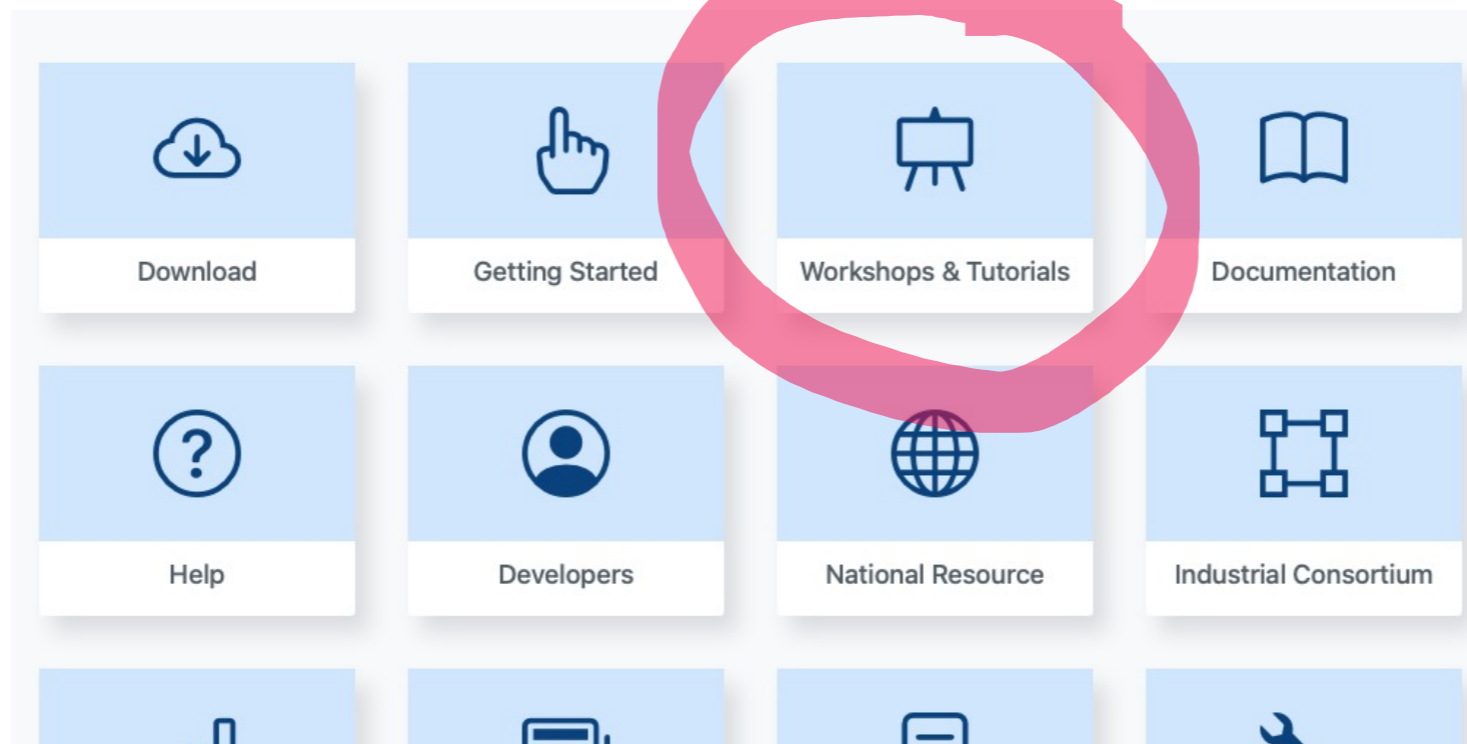 Download
Getting Started
Workshops & Tutorials
Documentation
Help
Developers
National Resource
Industrial Consortium